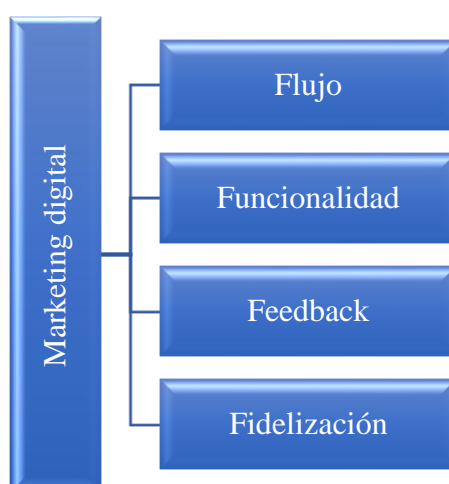 Marketing digital
Flujo
Funcionalidad
Feedback
Fidelización